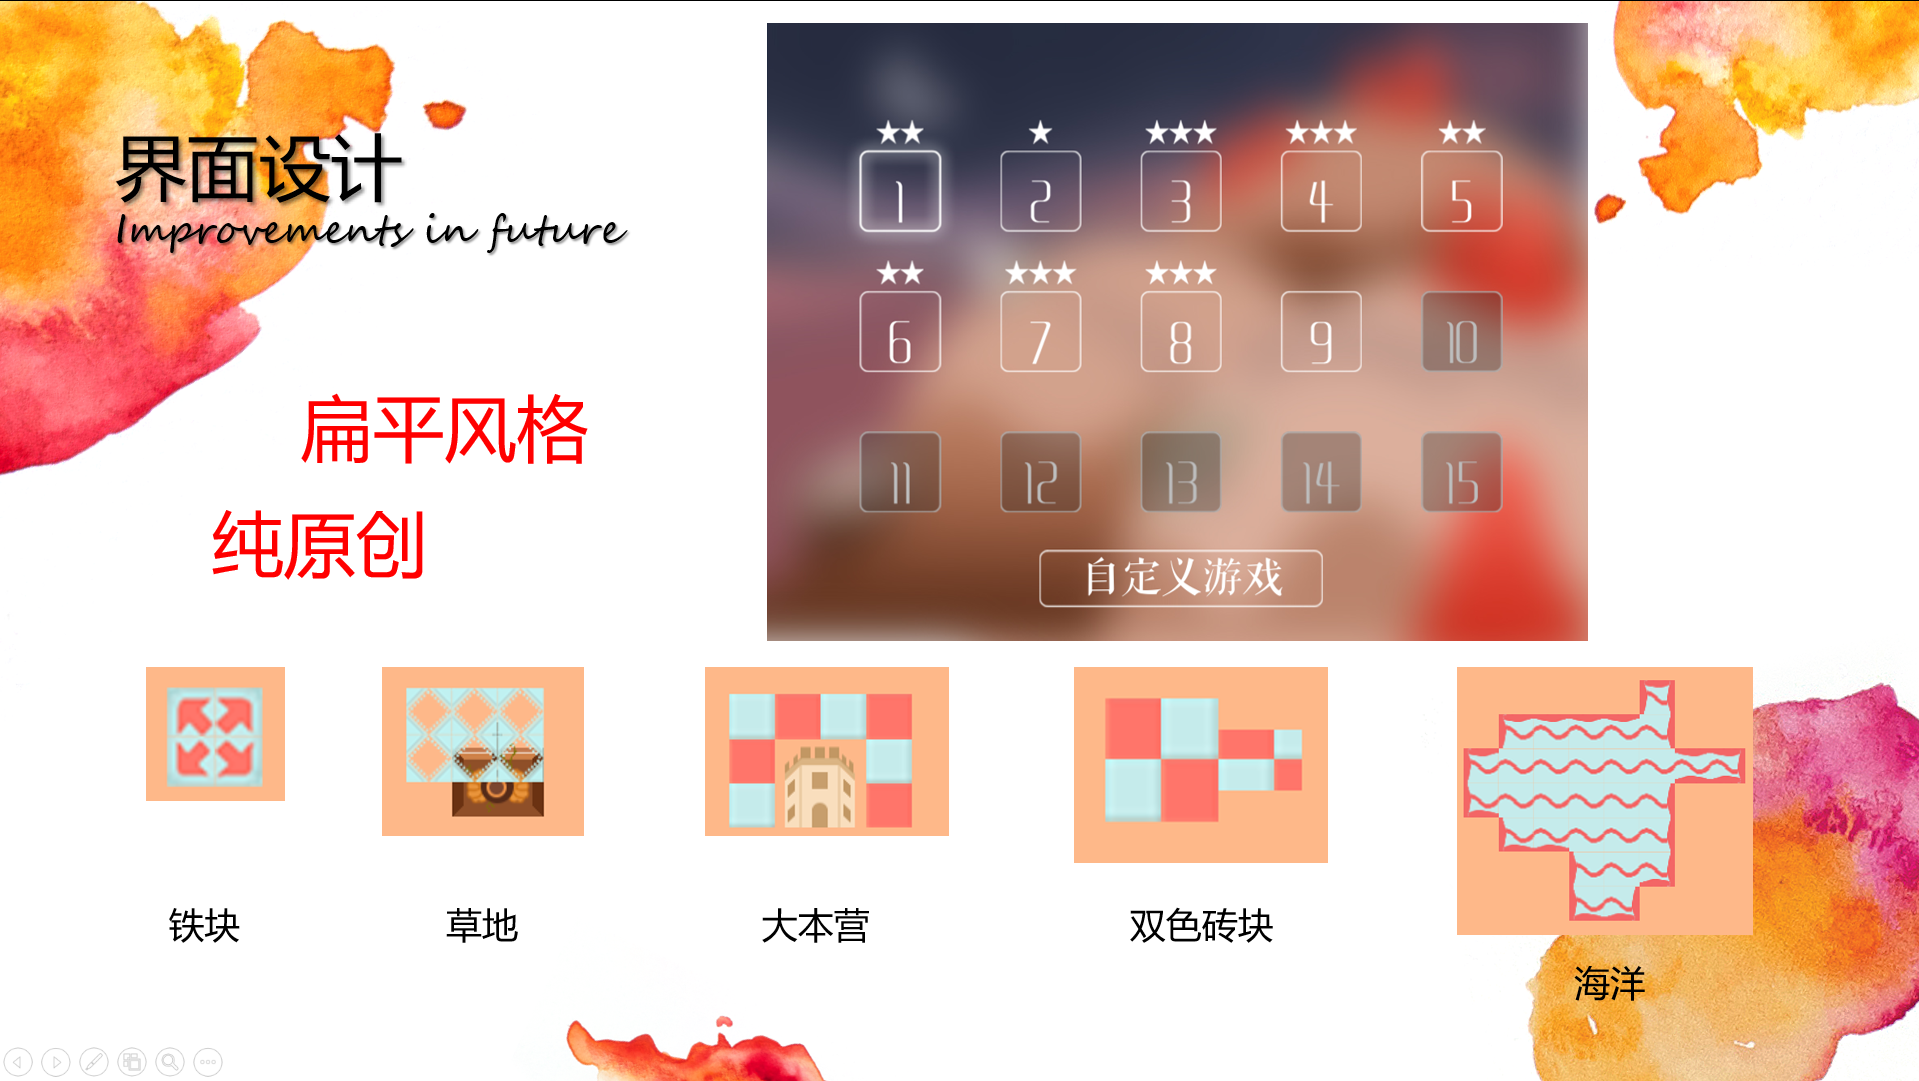 界面设计
Improvements in future
扁平风格
纯原创
★★ ★ ★★★ ★★★ ★★
1 2 3 4 5
★★ ★★★ ★★★
6 7 8 9 10
11 12 13 14 15
自定义游戏
铁块 草地 大本营 双色砖块
海洋